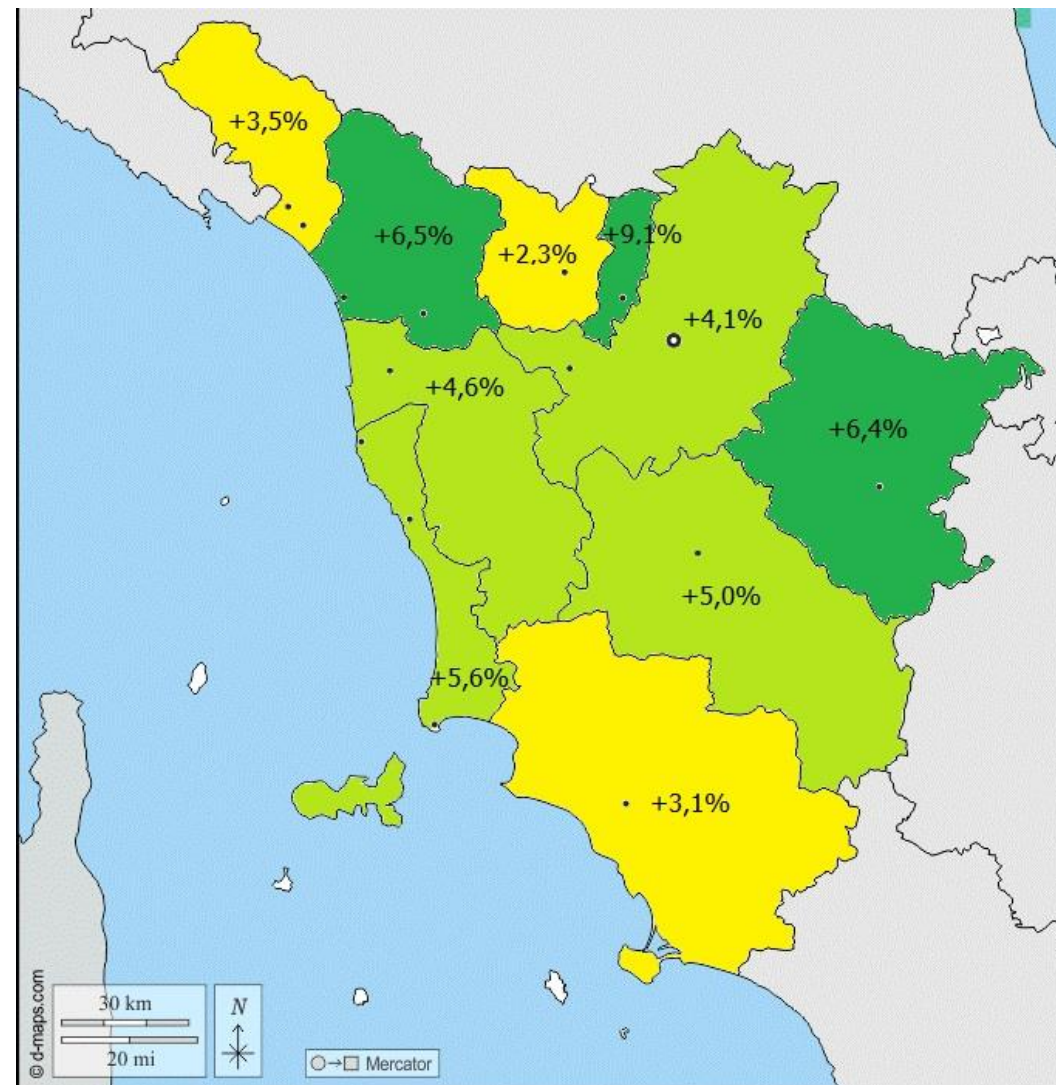 +3,5%
+6,5%
+2,3%
+9,1%
+4,1%
+4,6%
+6,4%
+5,0%
+5,6%
+3,1%
© d-maps.com
30 km
20 mi
N
Mercator